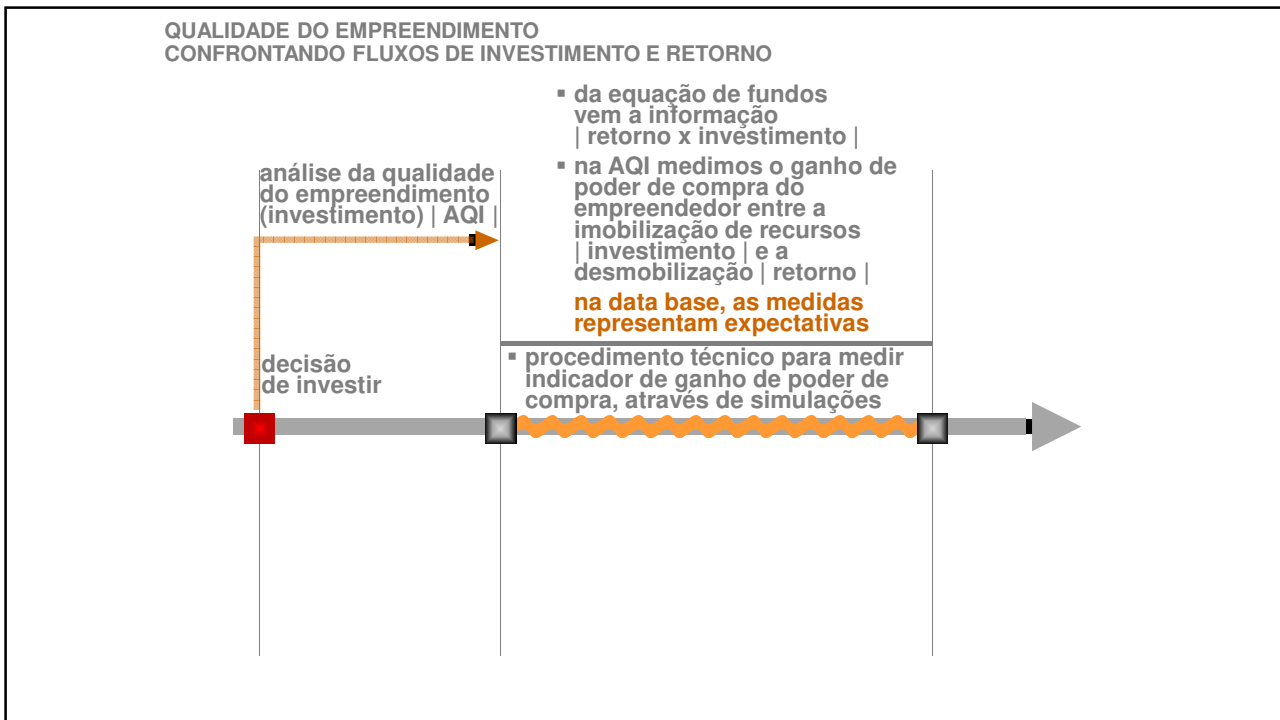 QUALIDADE DO EMPREENDIMENTO
CONFRONTANDO FLUXOS DE INVESTIMENTO E RETORNO
▪ da equação de fundos
vem a informação
| retorno x investimento |
▪ na AQI medimos o ganho de
poder de compra do
empreendedor entre a
imobilização de recursos
| investimento | e a
desmobilização | retorno |
na data base, as medidas
representam expectativas
análise da qualidade
do empreendimento
(investimento) | AQI |
decisão
de investir
▪ procedimento técnico para medir
indicador de ganho de poder de
compra, através de simulações